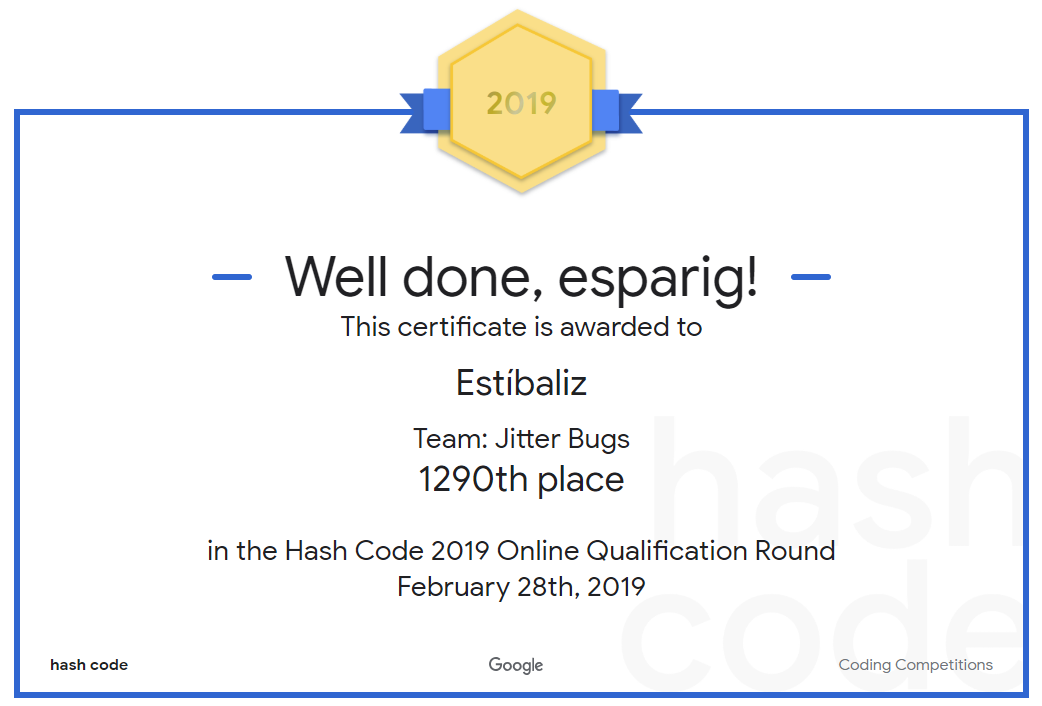 2019
Well done, esparig!
This certificate is awarded to
Estíbaliz
Team: Jitter Bugs
1290th place
in the Hash Code 2019 Online Qualification Round
February 28th, 2019
hash
code
hash code
Google
Coding Competitions